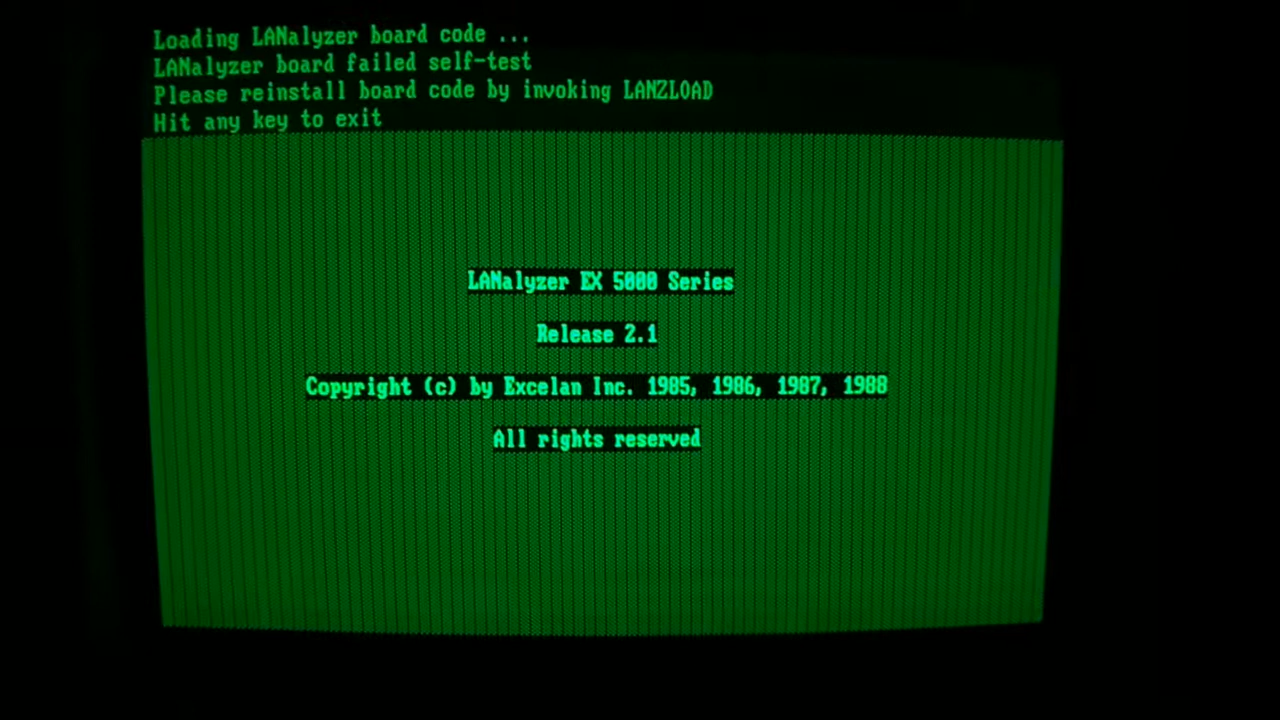 Loading LANalyzer board code ...
LANalyzer board failed self-test
Please reinstall board code by invoking LANZLOAD
Hit any key to exit
LANalyzer EX 5000 Series
Release 2.1
Copyright (c) by Excelan Inc. 1985, 1986, 1987, 1988
All rights reserved